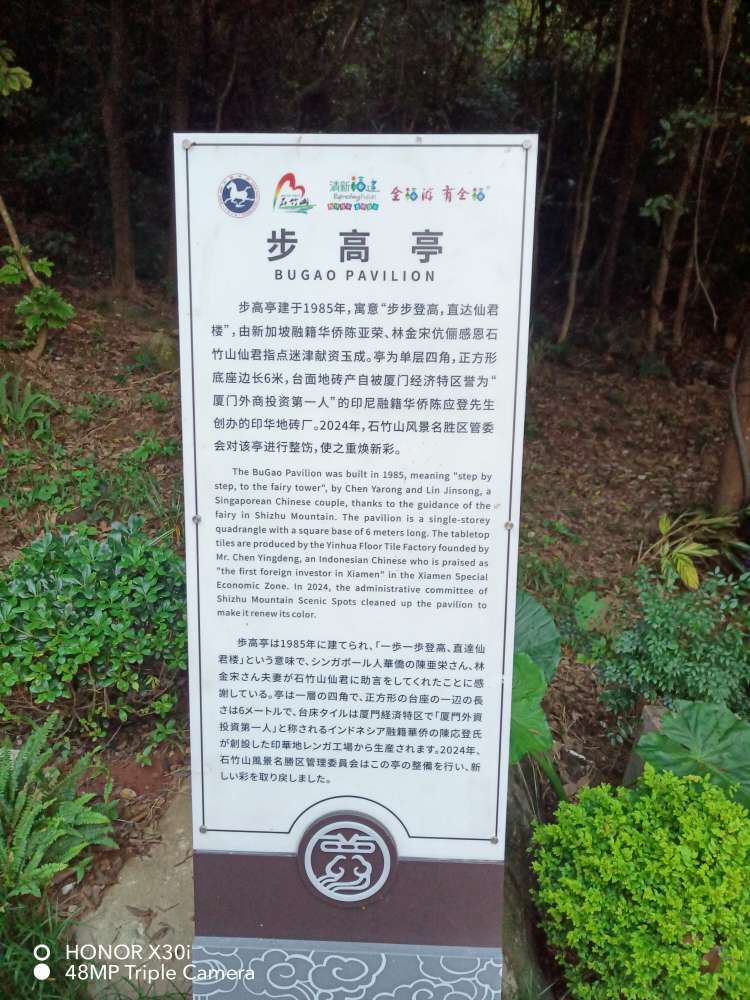 石竹山
清新福建
Refreshing Fujian
全福游 有全福
步高亭
BUGAO PAVILION
步高亭建于1985年，寓意“步步登高，直达仙君
楼”，由新加坡融籍华侨陈亚荣、林金宋伉俪感恩石
竹山仙君指点迷津献资玉成。亭为单层四角，正方形
底座边长6米，台面地砖产自被厦门经济特区誉为“
厦门外商投资第一人”的印尼融籍华侨陈应登先生
创办的印华地砖厂。2024年，石竹山风景名胜区管委
会对该亭进行整饬，使之重焕新彩。
The BuGao Pavilion was built in 1985, meaning "step by
step, to the fairy tower", by Chen Yarong and Lin Jinsong, a
Singaporean Chinese couple, thanks to the guidance of the
fairy in Shizhu Mountain. The pavilion is a single-storey
quadrangle with a square base of 6 meters long. The tabletop
tiles are produced by the Yinhua Floor Tile Factory founded by
Mr. Chen Yingdeng, an Indonesian Chinese who is praised as
"the first foreign investor in Xiamen" in the Xiamen Special
Economic Zone. In 2024, the administrative committee of
Shizhu Mountain Scenic Spots cleaned up the pavilion to
make it renew its color.
歩高亭は1985年に建てられ、「一歩一歩登高、直達仙
君楼」という意味で、シンガポール人華僑の陳亜栄さん、林
金宋さん夫妻が石竹山仙君に助言をしてくれたことに感
謝している。亭は一層の四角で、正方形の台座の一辺の長
さは6メートルで、台床タイルは厦門経済特区で「厦門外資
投資第一人」と称されるインドネシア融籍華僑の陳応登氏
が創設した印華地レンガ工場から生産されます。2024年、
石竹山風景名勝区管理委員会はこの亭の整備を行い、新
しい彩を取り戻しました。
HONOR X30i
48MP Triple Camera